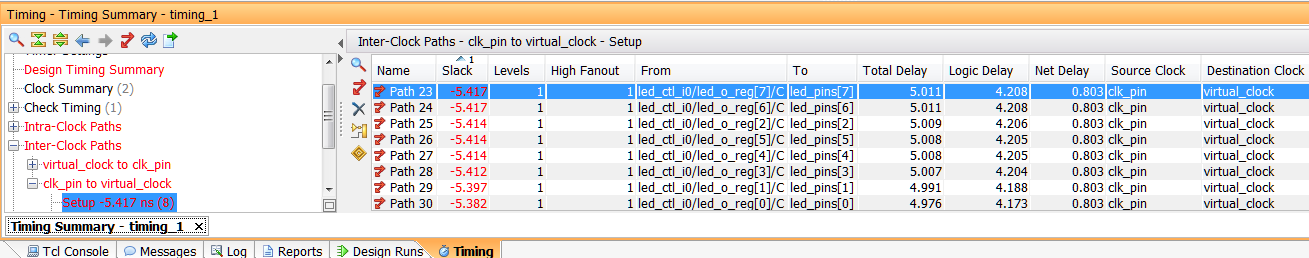 Timing - Timing Summary - timing_1
Design Timing Summary
Clock Summary (2)
Check Timing (9)
Intra-Clock Paths
Inter-Clock Paths
virtual_clock to clk_pin
clk_pin to virtual_clock
Setup -5.417 ns (8)
Timing Summary - timing_1
Inter-Clock Paths - clk_pin to virtual_clock - Setup
Name Slack 1 Levels High Fanout From To Total Delay Logic Delay Net Delay Source Clock Destination Clock
Path 23 -5.417 1 1 led_ctl_i0/led_o_reg[7]/C led_pins[7] 5.011 4.208 0.803 clk_pin virtual_clock
Path 24 -5.417 1 1 led_ctl_i0/led_o_reg[6]/C led_pins[6] 5.011 4.208 0.803 clk_pin virtual_clock
Path 25 -5.414 1 1 led_ctl_i0/led_o_reg[2]/C led_pins[2] 5.009 4.206 0.803 clk_pin virtual_clock
Path 26 -5.414 1 1 led_ctl_i0/led_o_reg[5]/C led_pins[5] 5.008 4.205 0.803 clk_pin virtual_clock
Path 27 -5.414 1 1 led_ctl_i0/led_o_reg[4]/C led_pins[4] 5.008 4.205 0.803 clk_pin virtual_clock
Path 28 -5.412 1 1 led_ctl_i0/led_o_reg[3]/C led_pins[3] 5.007 4.204 0.803 clk_pin virtual_clock
Path 29 -5.397 1 1 led_ctl_i0/led_o_reg[1]/C led_pins[1] 4.991 4.188 0.803 clk_pin virtual_clock
Path 30 -5.382 1 1 led_ctl_i0/led_o_reg[0]/C led_pins[0] 4.976 4.173 0.803 clk_pin virtual_clock
Tcl Console Messages Log Reports Design Runs Timing